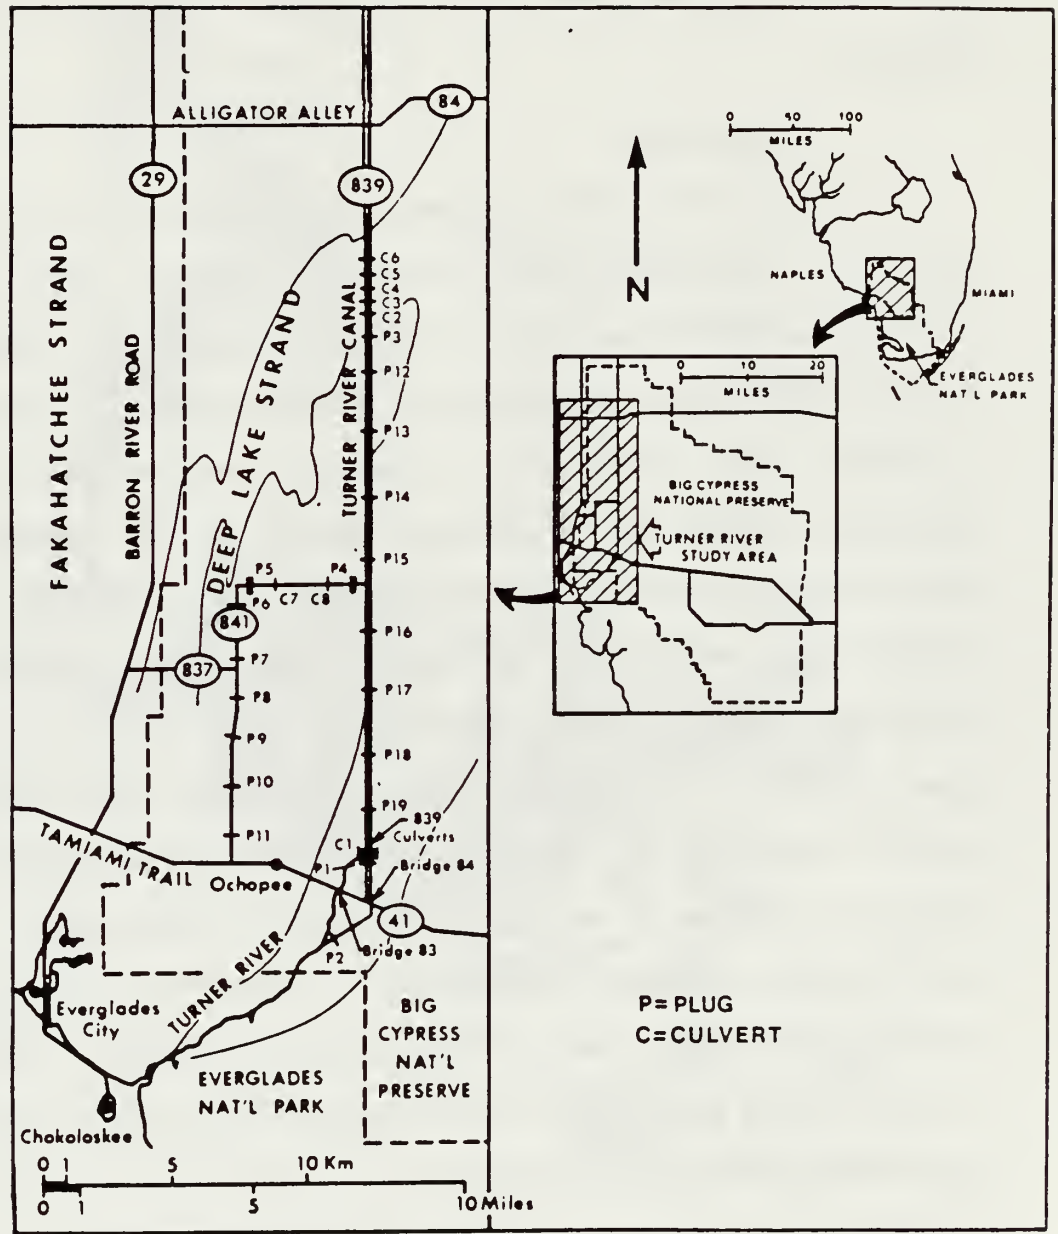 84
ALLIGATOR ALLEY
29
839
FAKAHATCHEE STRAND
BARRON RIVER ROAD
DEEP LAKE STRAND
TURNER RIVER CANAL
C6
C5
C4
C3
C2
P3
P12
P13
P14
P15
P5
P4
P6
C7
C8
841
P16
837
P7
P17
P8
P9
P18
P10
P19
P11
839
Culverts
C1
P1
Bridge 84
TAMIAMI TRAIL
Ochopee
41
P2
Bridge 83
TURNER RIVER
Everglades
City
BIG
CYPRESS
NAT'L
PRESERVE
EVERGLADES
NAT'L PARK
Chokoloskee
0 1 5 10 Km
0 1 5 10 Miles
0 50 100
MILES
N
NAPLES
MIAMI
EVERGLADES
NAT'L PARK
0 10 20
MILES
BIG CYPRESS
NATIONAL PRESERVE
TURNER RIVER
STUDY AREA
P=PLUG
C=CULVERT